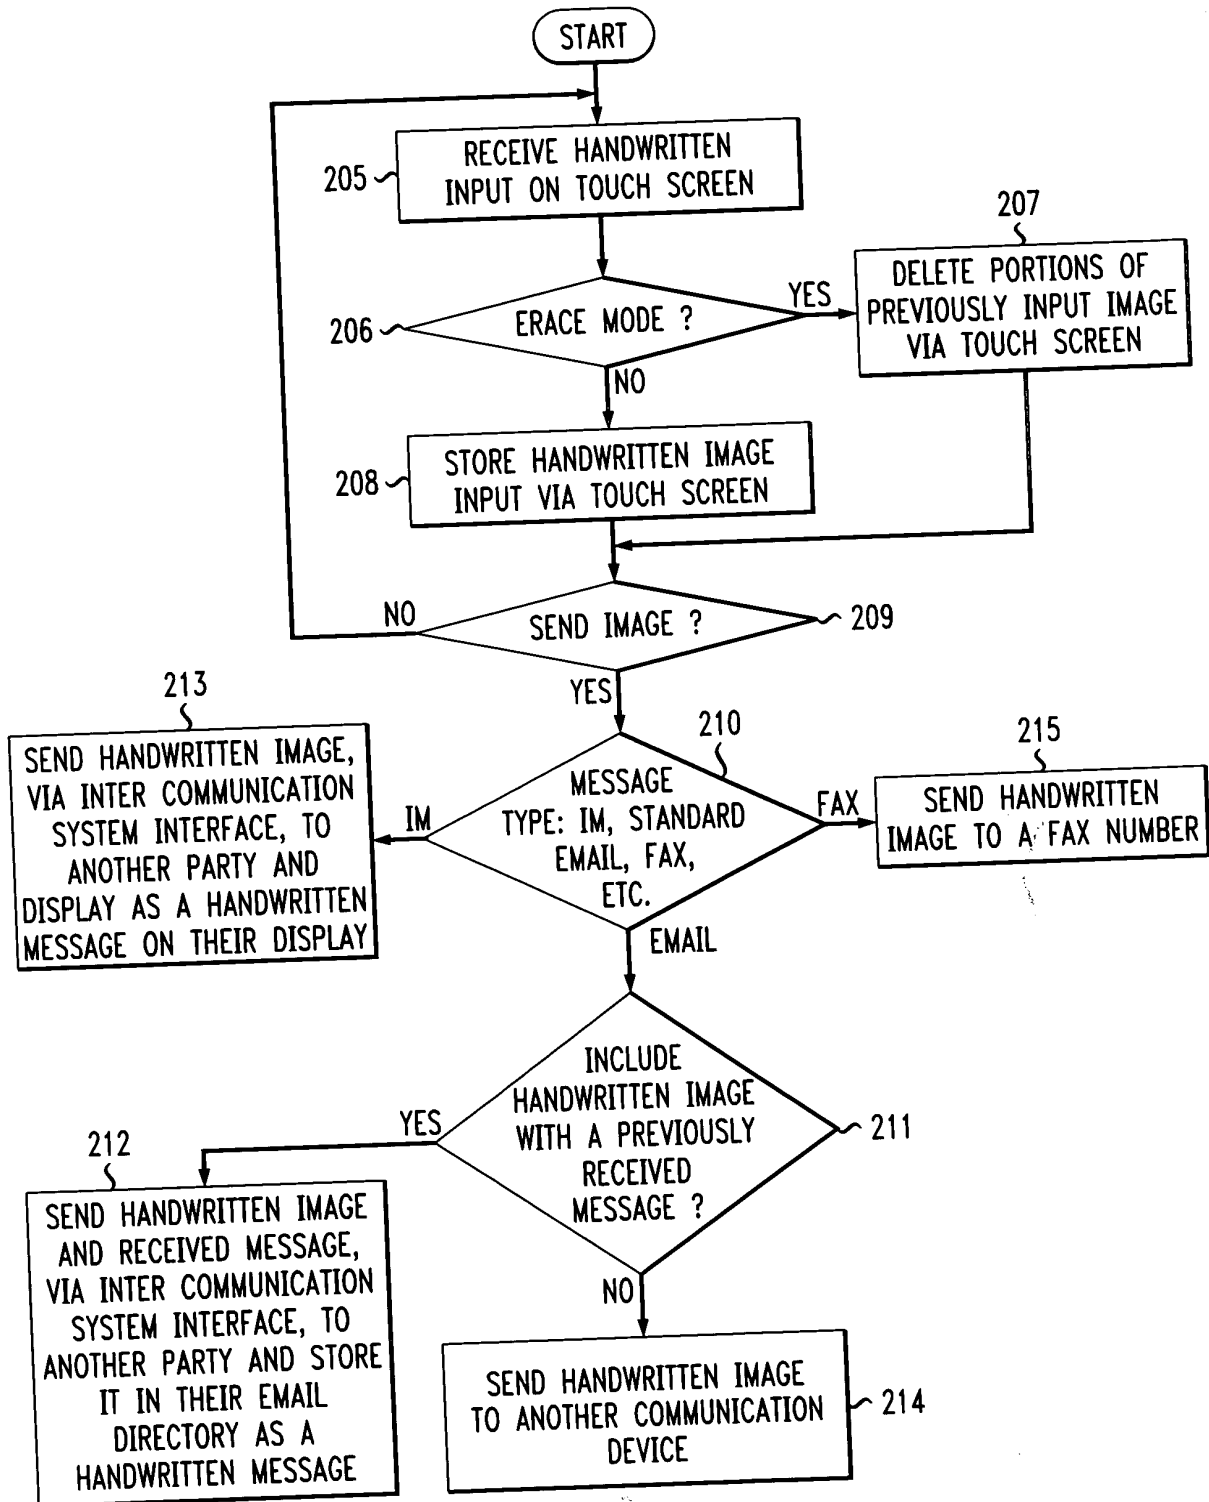 START
RECEIVE HANDWRITTEN
INPUT ON TOUCH SCREEN
205
207
DELETE PORTIONS OF
PREVIOUSLY INPUT IMAGE
VIA TOUCH SCREEN
YES
ERACE MODE ?
206
NO
STORE HANDWRITTEN IMAGE
INPUT VIA TOUCH SCREEN
208
NO
SEND IMAGE ?
209
YES
213
SEND HANDWRITTEN IMAGE,
VIA INTER COMMUNICATION
SYSTEM INTERFACE, TO
ANOTHER PARTY AND
DISPLAY AS A HANDWRITTEN
MESSAGE ON THEIR DISPLAY
IM
210
MESSAGE
TYPE: IM, STANDARD
EMAIL, FAX,
ETC.
FAX
215
SEND HANDWRITTEN
IMAGE TO A FAX NUMBER
EMAIL
INCLUDE
HANDWRITTEN IMAGE
WITH A PREVIOUSLY
RECEIVED
MESSAGE ?
211
YES
212
SEND HANDWRITTEN IMAGE
AND RECEIVED MESSAGE,
VIA INTER COMMUNICATION
SYSTEM INTERFACE, TO
ANOTHER PARTY AND STORE
IT IN THEIR EMAIL
DIRECTORY AS A
HANDWRITTEN MESSAGE
NO
SEND HANDWRITTEN IMAGE
TO ANOTHER COMMUNICATION
DEVICE
214